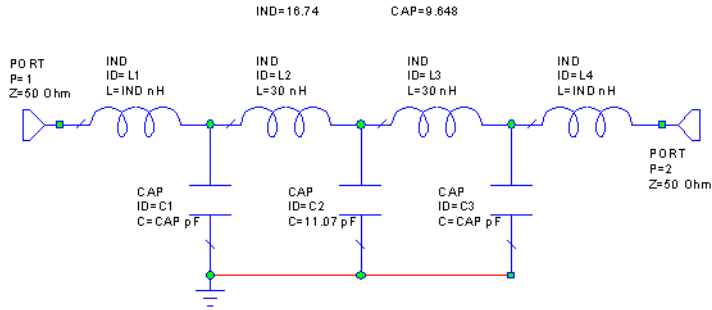 IND=16.74 CAP=9.648
PORT
P=1
Z=50 Ohm
IND
ID=L1
L=IND nH
IND
ID=L2
L=30 nH
IND
ID=L3
L=30 nH
IND
ID=L4
L=IND nH
PORT
P=2
Z=50 Ohm
CAP
ID=C1
C=CAP pF
CAP
ID=C2
C=11.07 pF
CAP
ID=C3
C=CAP pF